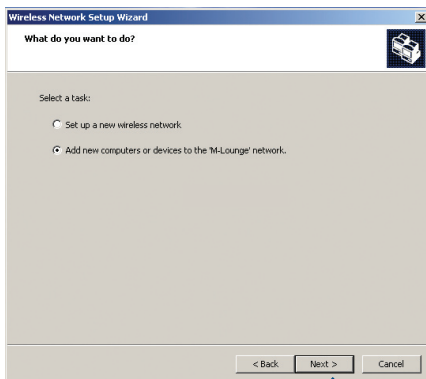 Wireless Network Setup Wizard
What do you want to do?
Select a task:
Set up a new wireless network
Add new computers or devices to the 'M-Lounge' network.
< Back Next > Cancel